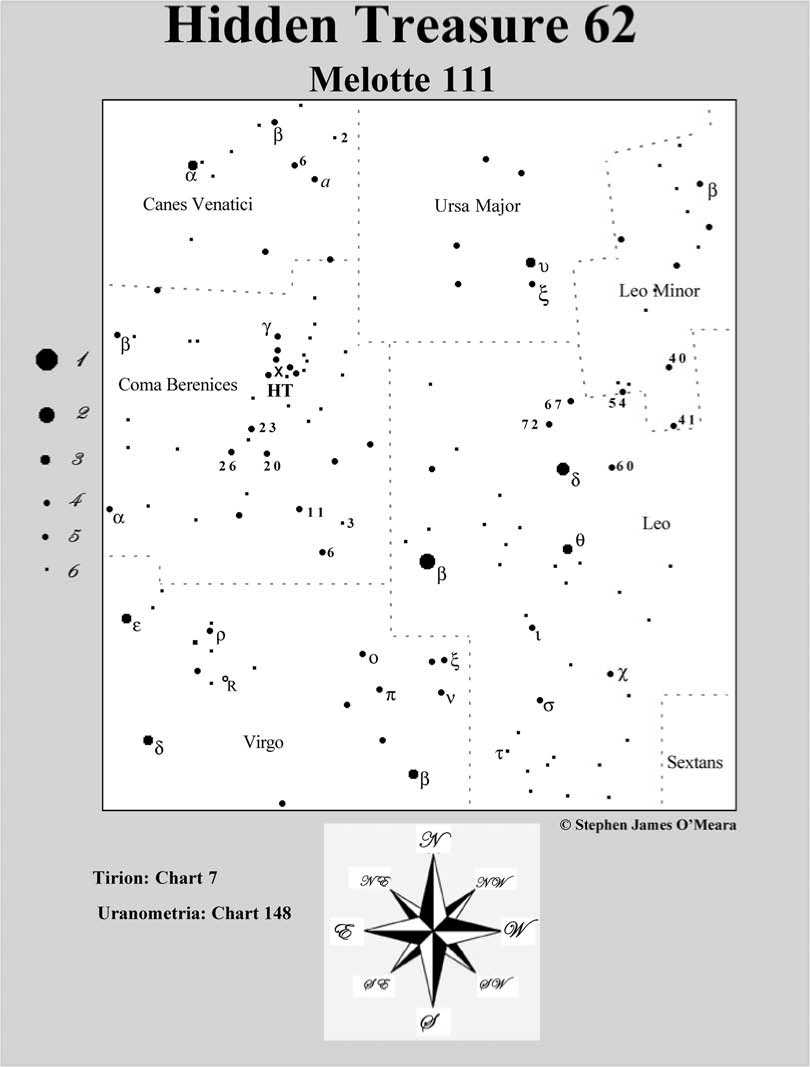 Hidden Treasure 62
Melotte 111
β
2
α
6
a
β
Canes Venatici
Ursa Major
υ
ξ
Leo Minor
γ
β
1
40
Coma Berenices
x
HT
54
67
2
23
72
41
26
20
δ
60
3
4
α
11
3
Leo
5
6
θ
6
β
ε
ρ
ι
ο
ξ
R
π
ν
χ
σ
δ
Virgo
τ
β
Sextans
© Stephen James O’Meara
N
Tirion: Chart 7
NE
NW
Uranometria: Chart 148
E
W
SE
SW
S